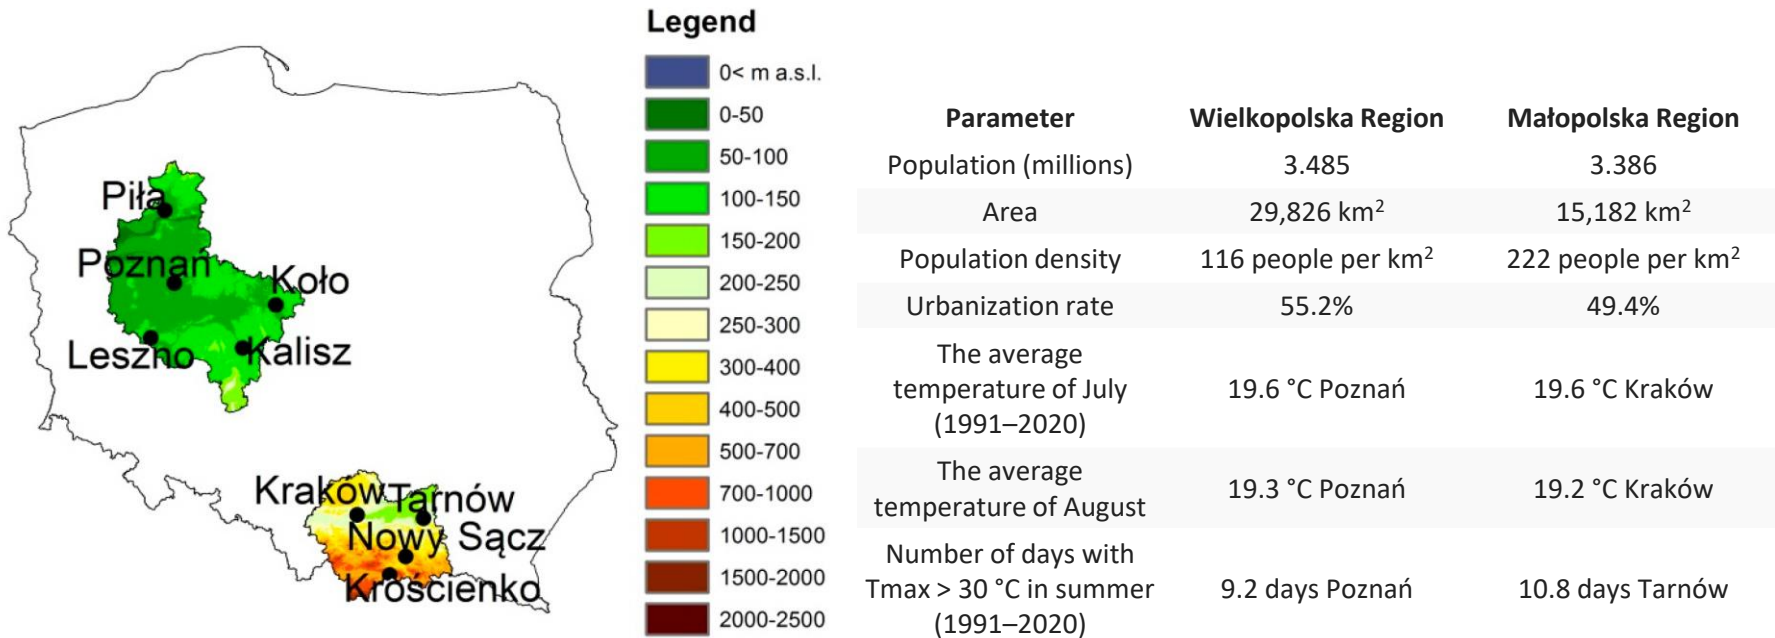 Legend
0< m a.s.l.
0-50
50-100
100-150
150-200
200-250
250-300
300-400
400-500
500-700
700-1000
1000-1500
1500-2000
2000-2500
Piła
Poznań
Koło
Leszno
Kalisz
Kraków
Tarnów
Nowy Sącz
Krościenko
Parameter Wielkopolska Region Małopolska Region
Population (millions) 3.485 3.386
Area 29,826 km² 15,182 km²
Population density 116 people per km² 222 people per km²
Urbanization rate 55.2% 49.4%
The average
temperature of July 19.6 °C Poznań 19.6 °C Kraków
(1991–2020)
The average
temperature of August 19.3 °C Poznań 19.2 °C Kraków
Number of days with
Tmax > 30 °C in summer 9.2 days Poznań 10.8 days Tarnów
(1991–2020)